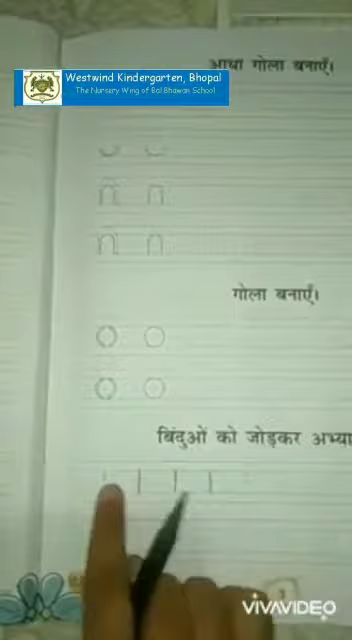 आधा गोला बनाएँ।
Westwind Kindergarten, Bhopal
The Nursery Wing of Bal Bhawan School
गोला बनाएँ।
बिंदुओं को जोड़कर
VIVAVIDEO